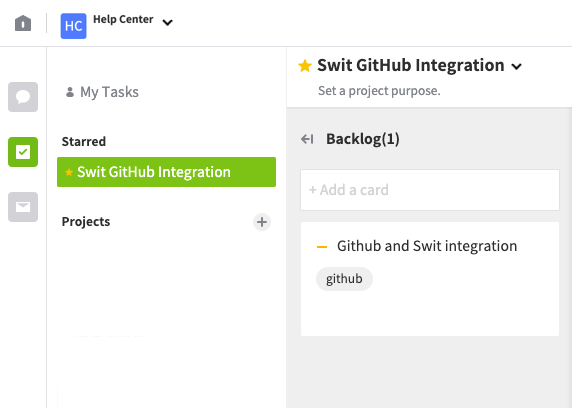 HC Help Center
My Tasks
Starred
Swit GitHub Integration
Projects
Swit GitHub Integration
Set a project purpose.
Backlog(1)
+ Add a card
Github and Swit integration
github